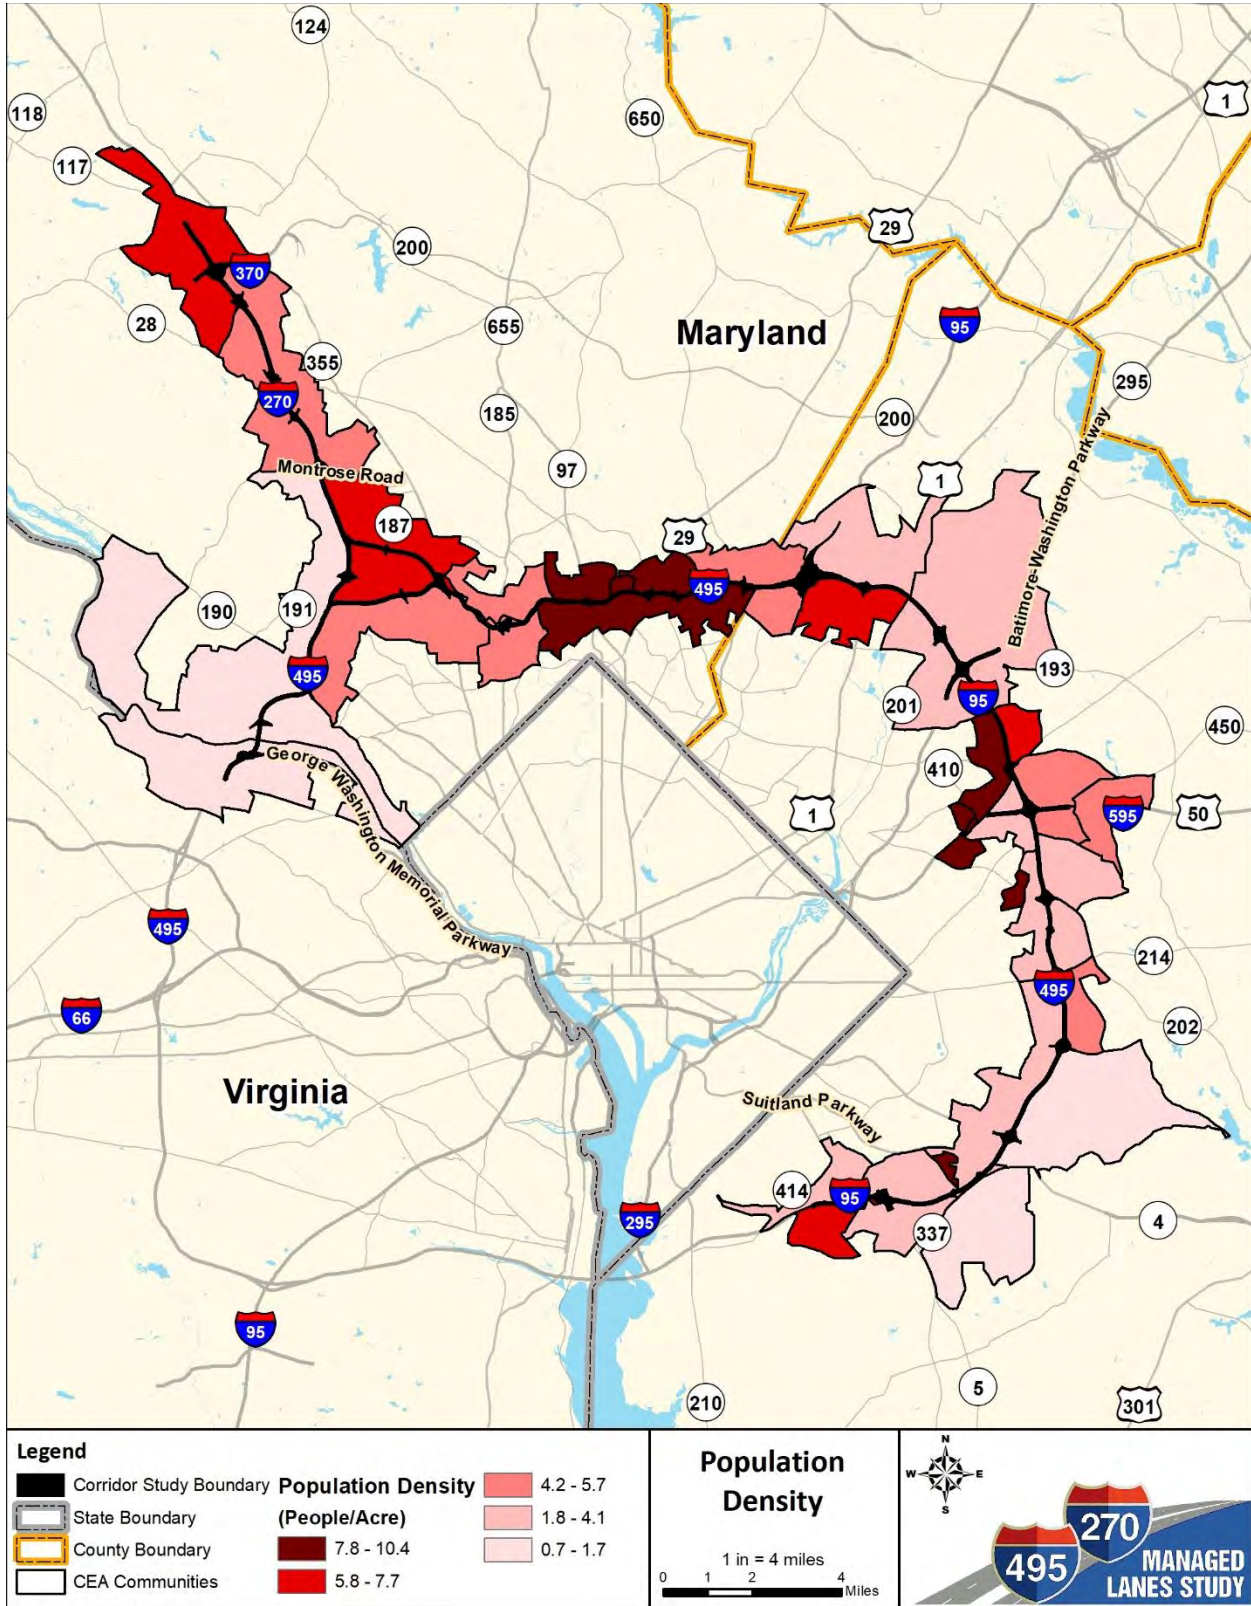 124
118
650
1
117
29
200
370
28
655
95
Maryland
355
295
270
185
200
Baltimore-Washington Parkway
97
1
Montrose Road
187
29
495
190
191
193
495
95
201
450
George Washington Memorial Parkway
410
1
595
50
495
214
495
66
202
Virginia
Suitland Parkway
414
95
295
337
4
95
5
210
301
Legend
Corridor Study Boundary
State Boundary
County Boundary
CEA Communities
Population Density
(People/Acre)
7.8 - 10.4
5.8 - 7.7
4.2 - 5.7
1.8 - 4.1
0.7 - 1.7
Population
Density
1 in = 4 miles
0 1 2 4
Miles
N
W E
S
270
495
MANAGED
LANES STUDY